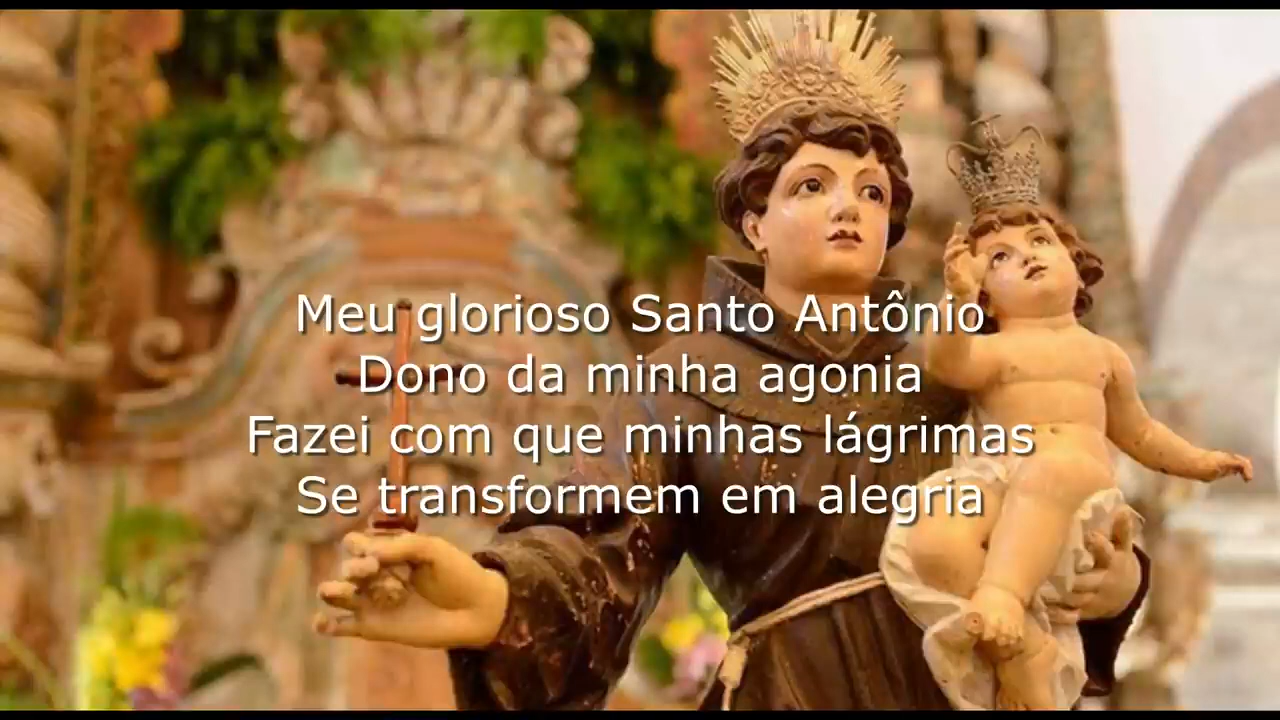 Meu glorioso Santo Antônio
Dono da minha agonia
Fazei com que minhas lágrimas
Se transformem em alegria